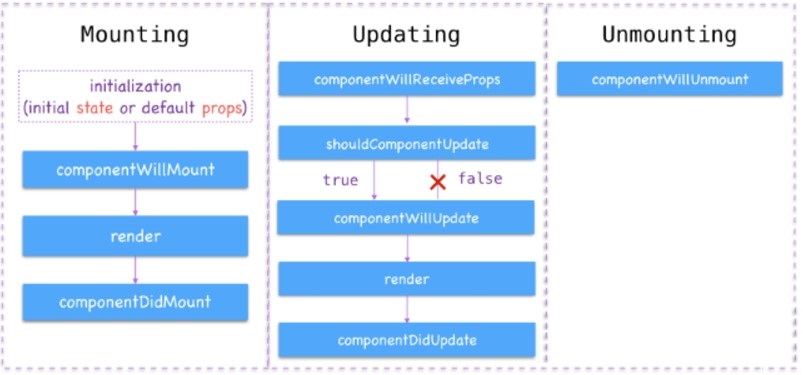 Mounting
initialization
(initial state or default props)
componentWillMount
render
componentDidMount
Updating
componentWillReceiveProps
shouldComponentUpdate
true
false
componentWillUpdate
render
componentDidUpdate
Unmounting
componentWillUnmount